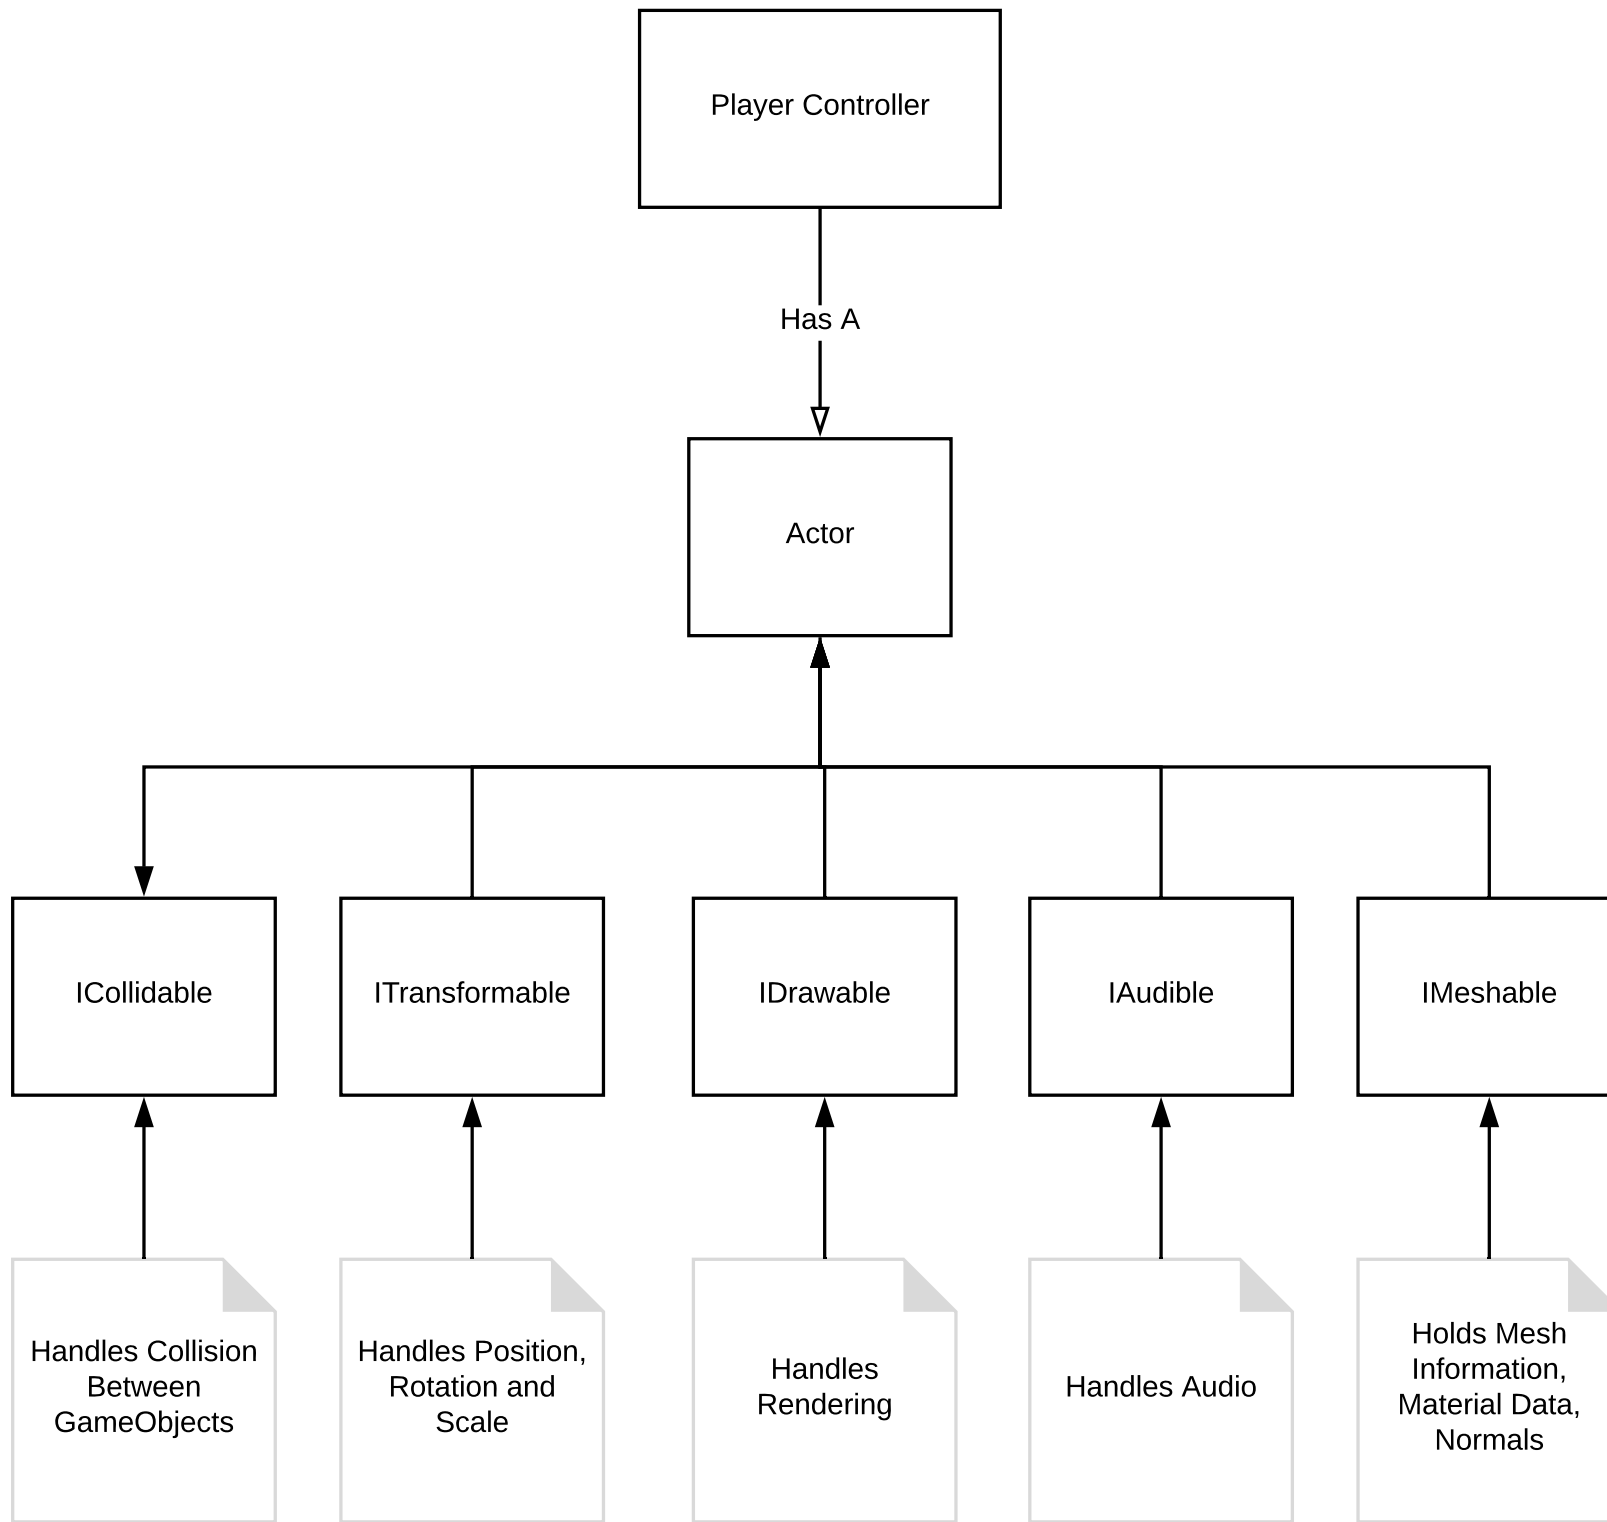 Player Controller
Has A
Actor
ICollidable
ITransformable
IDrawable
IAudible
IMeshable
Handles Collision
Between
GameObjects
Handles Position,
Rotation and
Scale
Handles
Rendering
Handles Audio
Holds Mesh
Information,
Material Data,
Normals